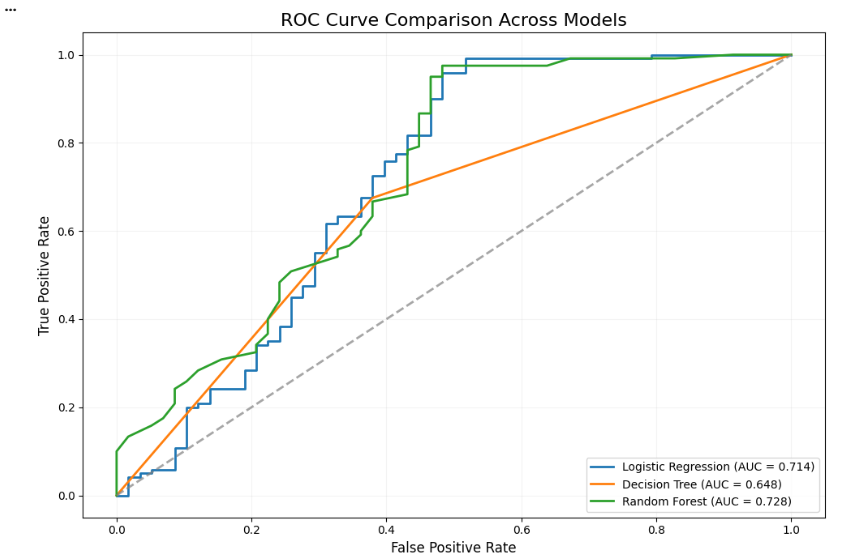 ...
ROC Curve Comparison Across Models
True Positive Rate
1.0
0.8
0.6
0.4
0.2
0.0
Logistic Regression (AUC = 0.714)
Decision Tree (AUC = 0.648)
Random Forest (AUC = 0.728)
0.0 0.2 0.4 0.6 0.8 1.0
False Positive Rate